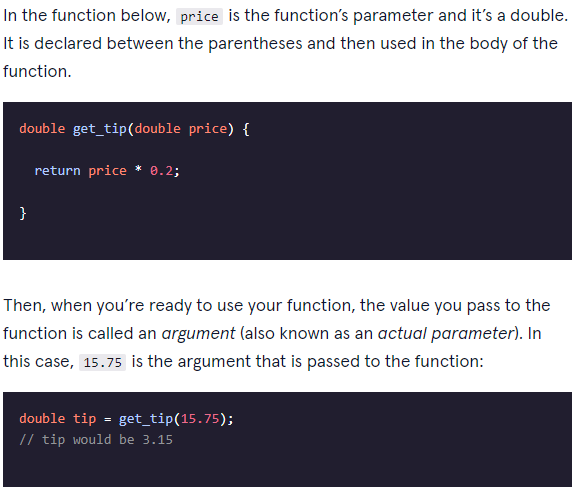 In the function below, price is the function’s parameter and it’s a double.
It is declared between the parentheses and then used in the body of the
function.
double get_tip(double price) {
return price * 0.2;
}
Then, when you’re ready to use your function, the value you pass to the
function is called an argument (also known as an actual parameter). In
this case, 15.75 is the argument that is passed to the function:
double tip = get_tip(15.75);
// tip would be 3.15